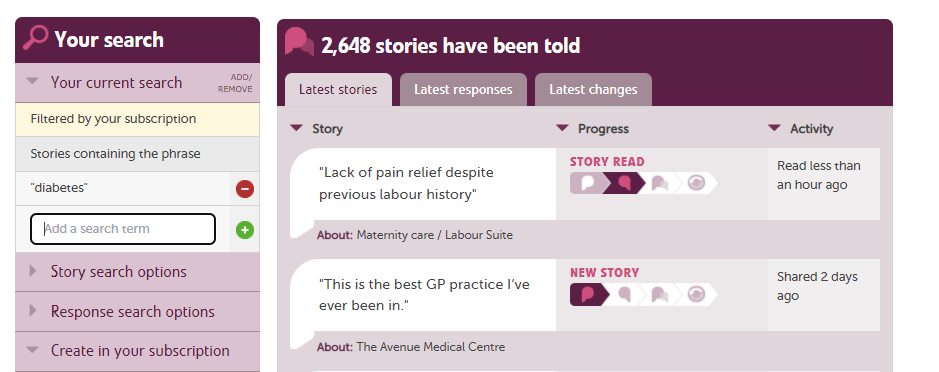 Your search
Your current search
ADD/
REMOVE
Filtered by your subscription
Stories containing the phrase
"diabetes"
Add a search term
Story search options
Response search options
Create in your subscription
2,648 stories have been told
Latest stories
Latest responses
Latest changes
Story
Progress
Activity
"Lack of pain relief despite
previous labour history"
STORY READ
Read less than
an hour ago
About: Maternity care / Labour Suite
"This is the best GP practice I've
ever been in."
NEW STORY
Shared 2 days
ago
About: The Avenue Medical Centre